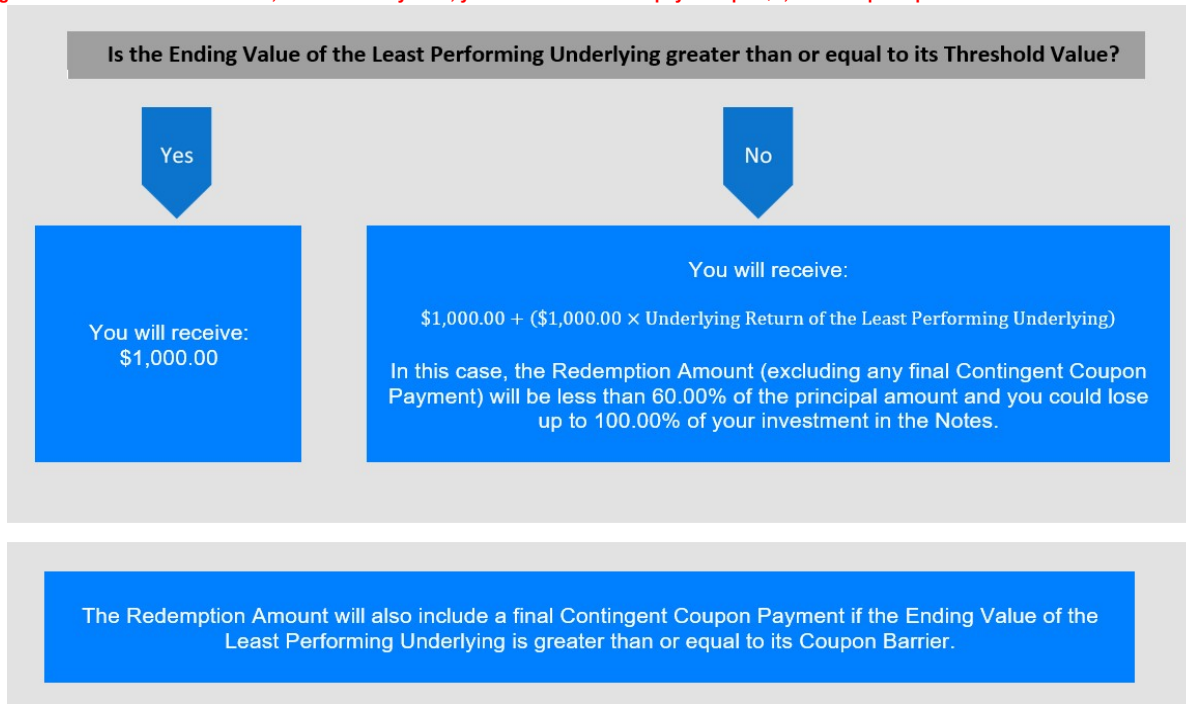 Is the Ending Value of the Least Performing Underlying greater than or equal to its Threshold Value?
Yes
No
You will receive:
$1,000.00
You will receive:
$1,000.00 + ($1,000.00 × Underlying Return of the Least Performing Underlying)
In this case, the Redemption Amount (excluding any final Contingent Coupon
Payment) will be less than 60.00% of the principal amount and you could lose
up to 100.00% of your investment in the Notes.
The Redemption Amount will also include a final Contingent Coupon Payment if the Ending Value of the
Least Performing Underlying is greater than or equal to its Coupon Barrier.